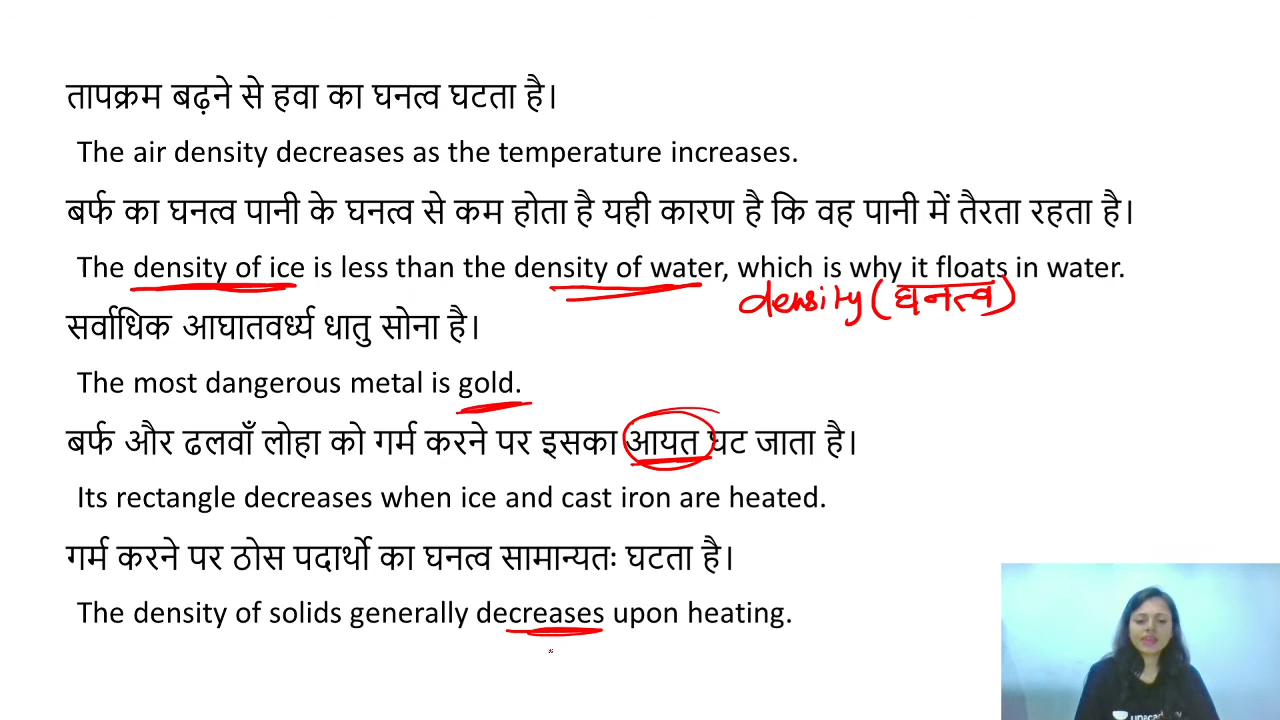 तापक्रम बढ़ने से हवा का घनत्व घटता है।
The air density decreases as the temperature increases.
बर्फ का घनत्व पानी के घनत्व से कम होता है यही कारण है कि वह पानी में तैरता रहता है।
The density of ice is less than the density of water, which is why it floats in water.
density (घनत्व)
सर्वाधिक आघातवर्ध्य धातु सोना है।
The most dangerous metal is gold.
बर्फ और ढलवाँ लोहा को गर्म करने पर इसका आयत घट जाता है।
Its rectangle decreases when ice and cast iron are heated.
गर्म करने पर ठोस पदार्थो का घनत्व सामान्यतः घटता है।
The density of solids generally decreases upon heating.